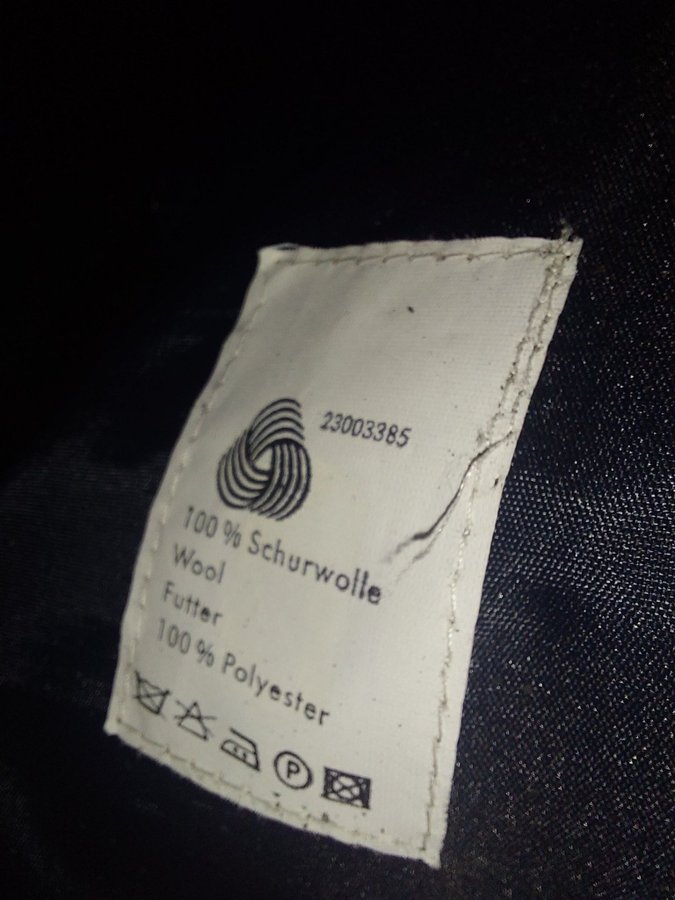 23003385
100 % Schurwolle
Wool
Futter
100 % Polyester
P